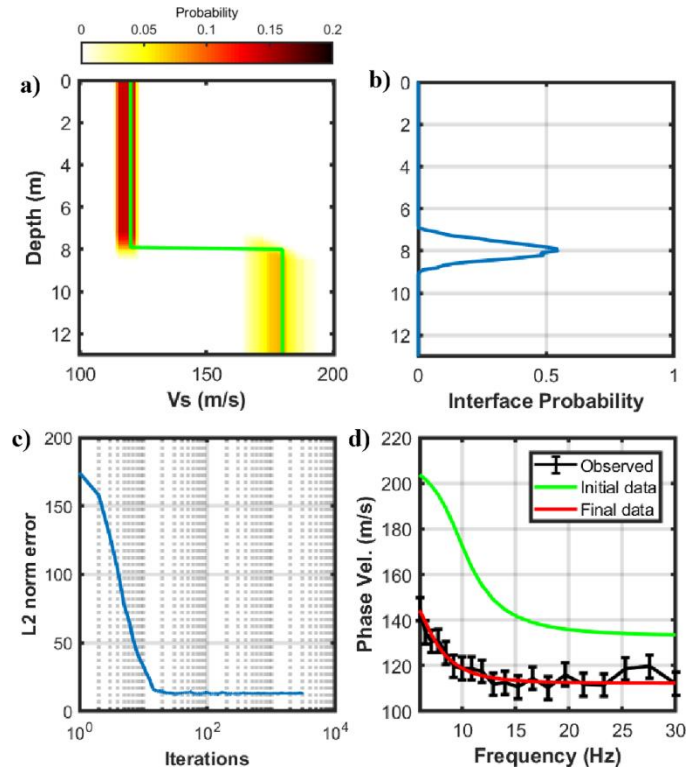 Probability
0 0.05 0.1 0.15 0.2
a)
0
2
4
6
8
10
12
Depth (m)
100 150 200
Vs (m/s)
b)
0
2
4
6
8
10
12
0 0.5 1
Interface Probability
c)
200
150
100
50
0
L2 norm error
10^0 10^2 10^4
Iterations
d)
220
200
180
160
140
120
100
Phase Vel. (m/s)
Observed
Initial data
Final data
10 15 20 25 30
Frequency (Hz)